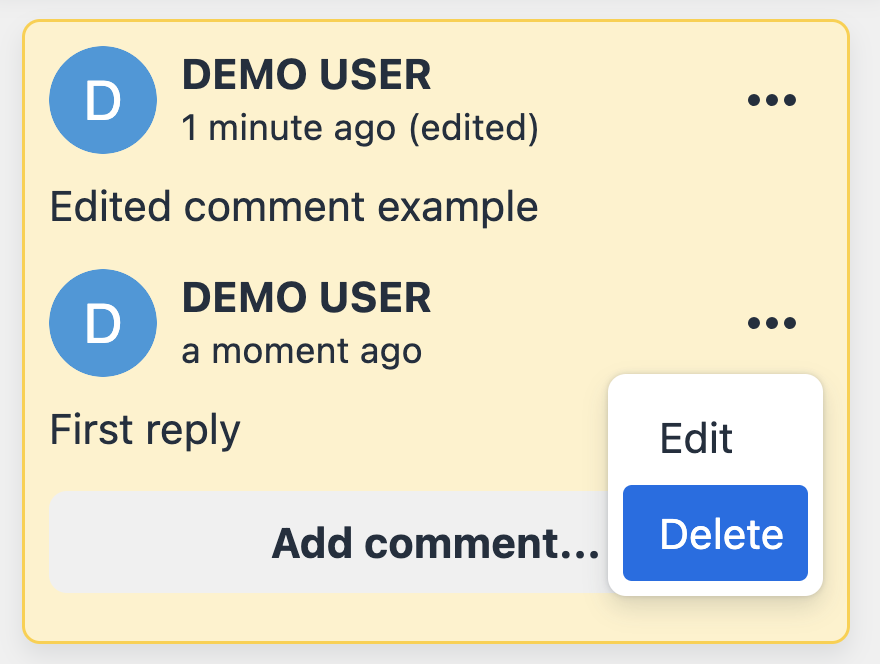 D
DEMO USER
1 minute ago (edited)
Edited comment example
D
DEMO USER
a moment ago
First reply
Edit
Delete
Add comment...